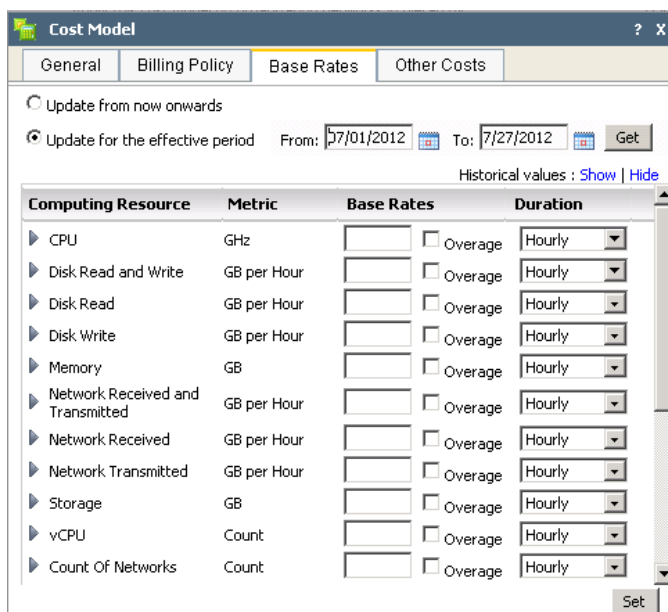 Cost Model ? X
General Billing Policy Base Rates Other Costs
Update from now onwards
Update for the effective period From: 07/01/2012 To: 7/27/2012 Get
Historical values : Show | Hide
Computing Resource Metric Base Rates Duration
CPU GHz Overage Hourly
Disk Read and Write GB per Hour Overage Hourly
Disk Read GB per Hour Overage Hourly
Disk Write GB per Hour Overage Hourly
Memory GB Overage Hourly
Network Received and
Transmitted GB per Hour Overage Hourly
Network Received GB per Hour Overage Hourly
Network Transmitted GB per Hour Overage Hourly
Storage GB Overage Hourly
vCPU Count Overage Hourly
Count Of Networks Count Overage Hourly
Set